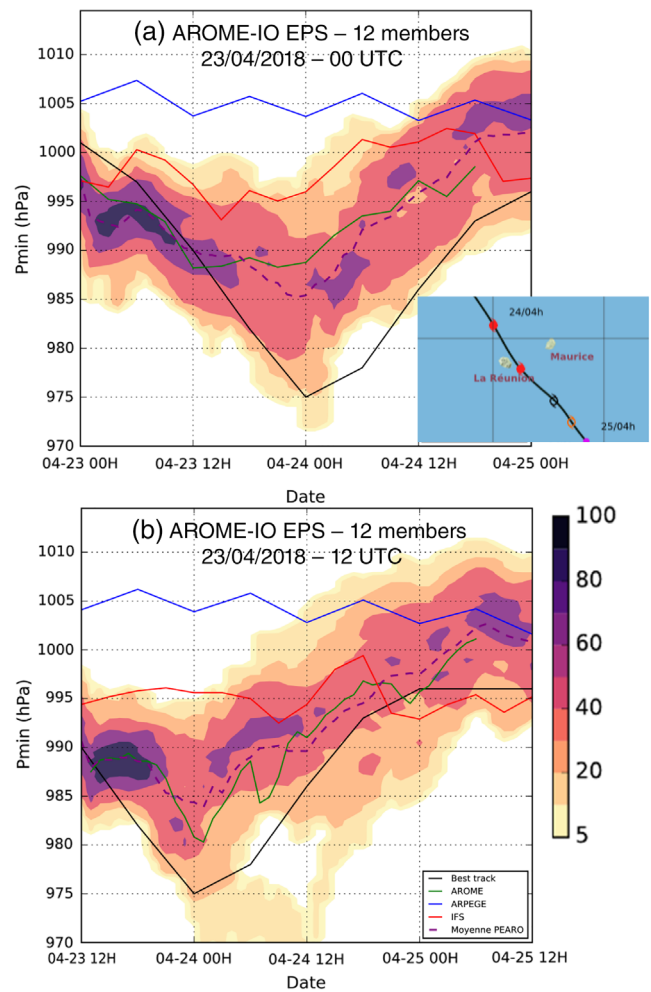 (a) AROME-IO EPS – 12 members
23/04/2018 – 00 UTC
1010
1005
1000
995
990
985
980
975
970
Pmin (hPa)
04-23 00H
04-23 12H
04-24 00H
04-24 12H
04-25 00H
Date
24/04h
Maurice
La Réunion
25/04h
(b) AROME-IO EPS – 12 members
23/04/2018 – 12 UTC
1010
1005
1000
995
990
985
980
975
970
Pmin (hPa)
04-23 12H
04-24 00H
04-24 12H
04-25 00H
04-25 12H
Date
Best track
AROME
ARPEGE
IFS
Moyenne PEARO
100
80
60
40
20
5